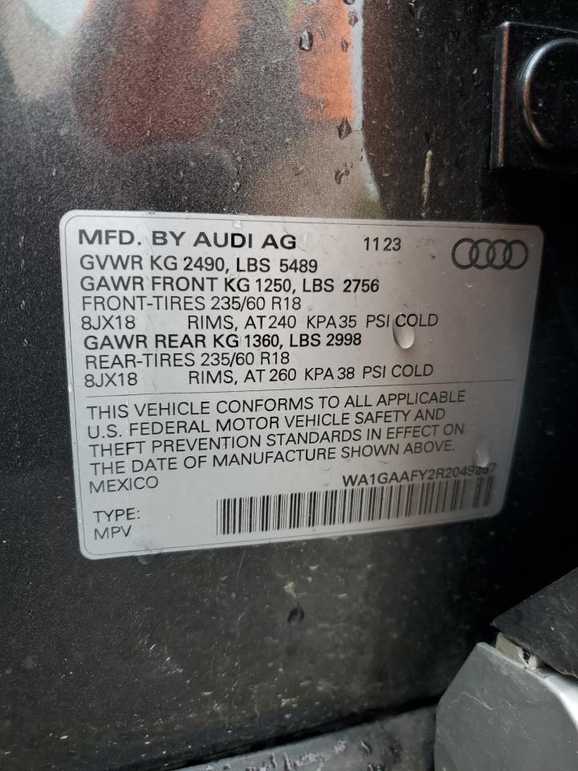 MFD. BY AUDI AG 11 23
GVWR KG 2490, LBS 5489
GAWR FRONT KG 1250, LBS 2756
FRONT-TIRES 235/60 R18
8JX18 RIMS, AT 240 KPA 35 PSI COLD
GAWR REAR KG 1360, LBS 2998
REAR-TIRES 235/60 R18
8JX18 RIMS, AT 260 KPA 38 PSI COLD
THIS VEHICLE CONFORMS TO ALL APPLICABLE
U.S. FEDERAL MOTOR VEHICLE SAFETY AND
THEFT PREVENTION STANDARDS IN EFFECT ON
THE DATE OF MANUFACTURE SHOWN ABOVE.
MEXICO
TYPE:
MPV